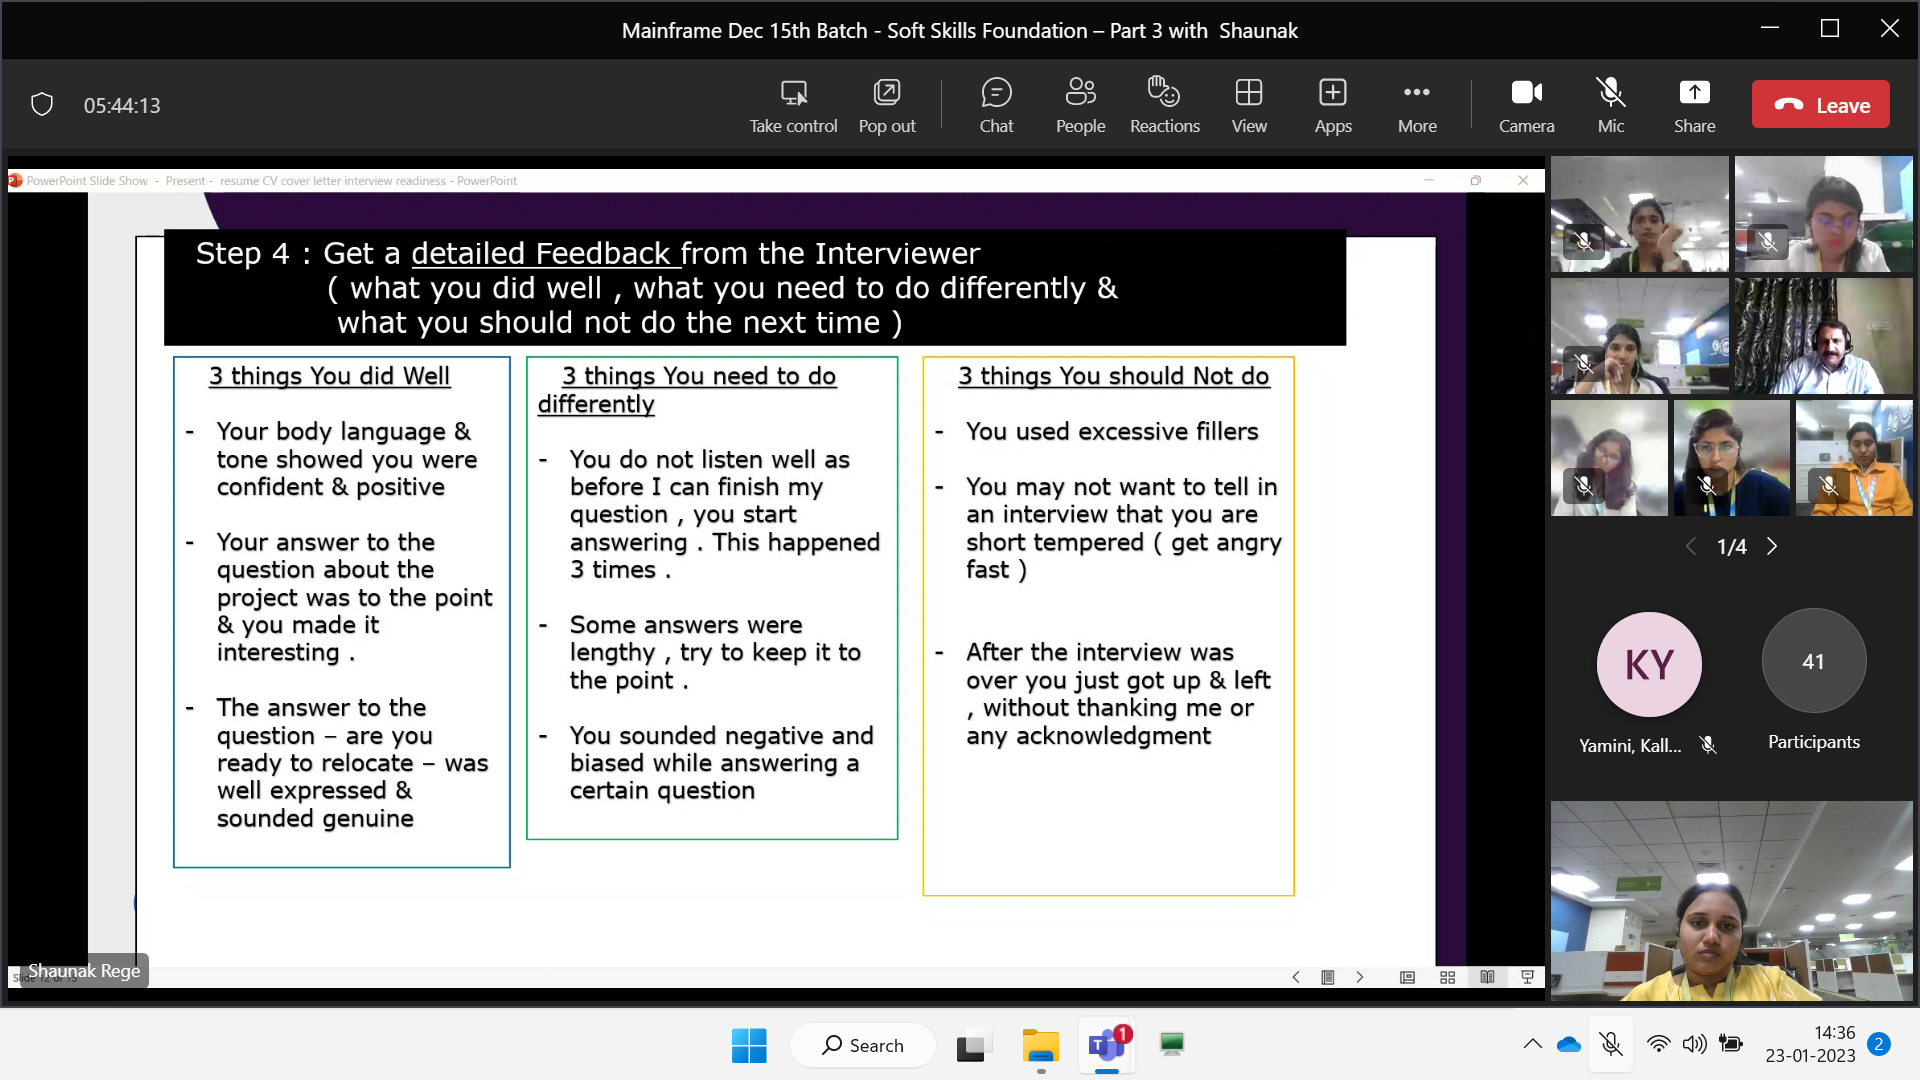 Mainframe Dec 15th Batch - Soft Skills Foundation – Part 3 with Shaunak
05:44:13
Take control
Pop out
Chat
People
Reactions
View
Apps
More
Camera
Mic
Share
Leave
PowerPoint Slide Show - Present - resume CV cover letter interview readiness - PowerPoint
Step 4 : Get a detailed Feedback from the Interviewer
( what you did well , what you need to do differently &
what you should not do the next time )
3 things You did Well
- Your body language &
tone showed you were
confident & positive
- Your answer to the
question about the
project was to the point
& you made it
interesting .
- The answer to the
question – are you
ready to relocate – was
well expressed &
sounded genuine
3 things You need to do
differently
- You do not listen well as
before I can finish my
question , you start
answering . This happened
3 times .
- Some answers were
lengthy , try to keep it to
the point .
- You sounded negative and
biased while answering a
certain question
3 things You should Not do
- You used excessive fillers
- You may not want to tell in
an interview that you are
short tempered ( get angry
fast )
- After the interview was
over you just got up & left
, without thanking me or
any acknowledgment
1/4
KY
Yamini, Kall...
41
Participants
Shaunak Rege
Search
1
14:36
23-01-2023
2